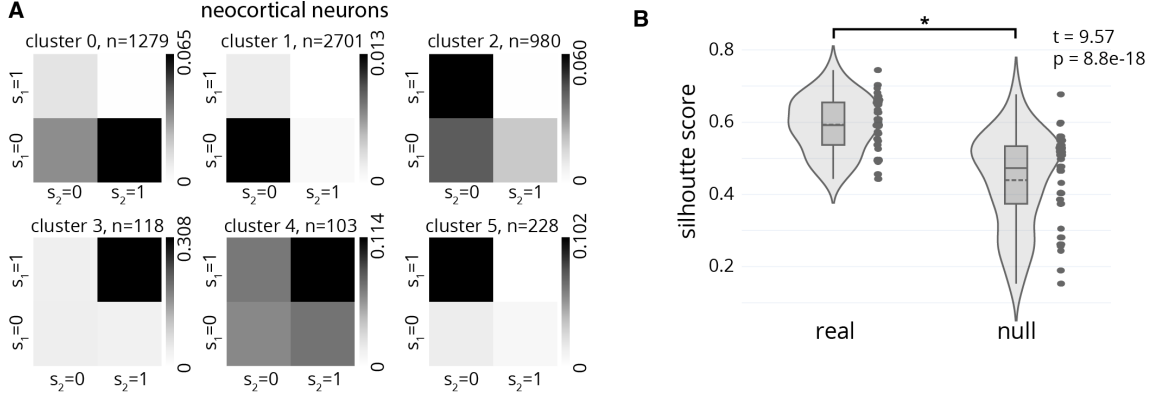 A
neocortical neurons
cluster 0, n=1279
0.065
0
s₁=1
s₁=0
s₂=0 s₂=1
cluster 1, n=2701
0.013
0
s₁=1
s₁=0
s₂=0 s₂=1
cluster 2, n=980
0.060
0
s₁=1
s₁=0
s₂=0 s₂=1
cluster 3, n=118
0.308
0
s₁=1
s₁=0
s₂=0 s₂=1
cluster 4, n=103
0.114
0
s₁=1
s₁=0
s₂=0 s₂=1
cluster 5, n=228
0.102
0
s₁=1
s₁=0
s₂=0 s₂=1
B
*
t = 9.57
p = 8.8e-18
silhoutte score
0.8
0.6
0.4
0.2
real null